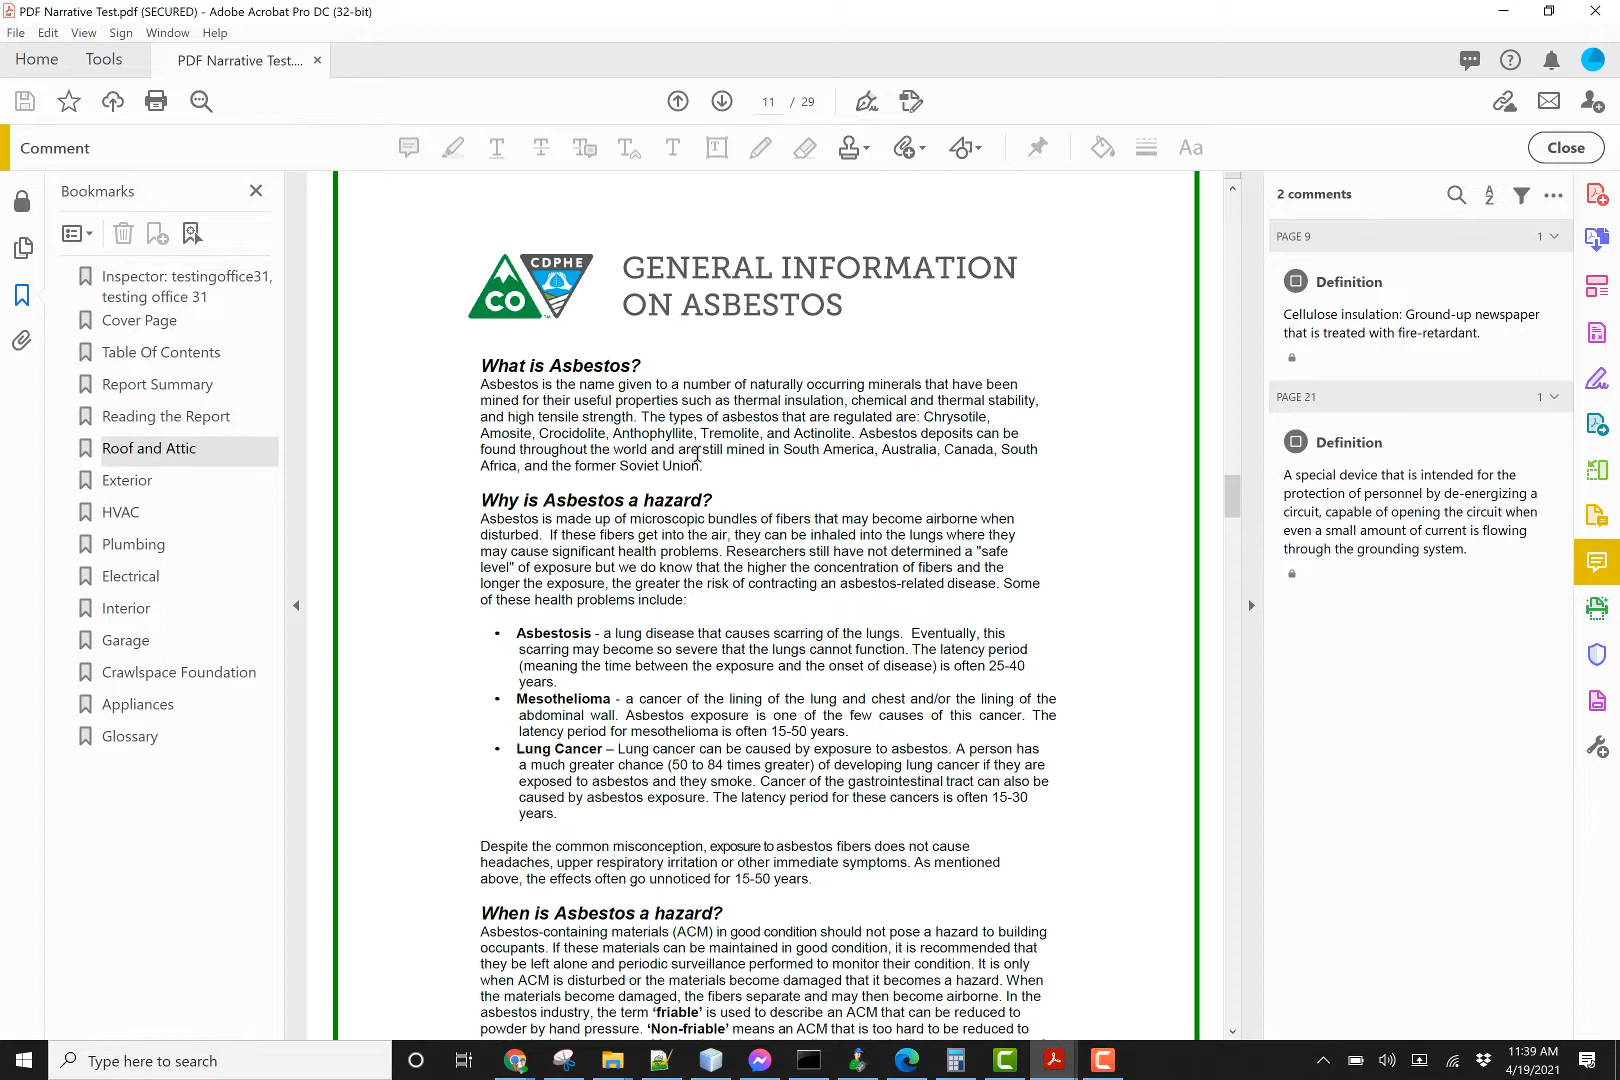 PDF Narrative Test.pdf (SECURED) - Adobe Acrobat Pro DC (32-bit)
File Edit View Sign Window Help
Home Tools PDF Narrative Test....
11 / 29
Comment
Close
Bookmarks
Inspector: testingoffice31,
testing office 31
Cover Page
Table Of Contents
Report Summary
Reading the Report
Roof and Attic
Exterior
HVAC
Plumbing
Electrical
Interior
Garage
Crawlspace Foundation
Appliances
Glossary
CO
CDPHE
TM
GENERAL INFORMATION
ON ASBESTOS
What is Asbestos?
Asbestos is the name given to a number of naturally occurring minerals that have been
mined for their useful properties such as thermal insulation, chemical and thermal stability,
and high tensile strength. The types of asbestos that are regulated are: Chrysotile,
Amosite, Crocidolite, Anthophyllite, Tremolite, and Actinolite. Asbestos deposits can be
found throughout the world and are still mined in South America, Australia, Canada, South
Africa, and the former Soviet Union.
Why is Asbestos a hazard?
Asbestos is made up of microscopic bundles of fibers that may become airborne when
disturbed. If these fibers get into the air, they can be inhaled into the lungs where they
may cause significant health problems. Researchers still have not determined a "safe
level" of exposure but we do know that the higher the concentration of fibers and the
longer the exposure, the greater the risk of contracting an asbestos-related disease. Some
of these health problems include:
• Asbestosis - a lung disease that causes scarring of the lungs. Eventually, this
scarring may become so severe that the lungs cannot function. The latency period
(meaning the time between the exposure and the onset of disease) is often 25-40
years.
• Mesothelioma - a cancer of the lining of the lung and chest and/or the lining of the
abdominal wall. Asbestos exposure is one of the few causes of this cancer. The
latency period for mesothelioma is often 15-50 years.
• Lung Cancer – Lung cancer can be caused by exposure to asbestos. A person has
a much greater chance (50 to 84 times greater) of developing lung cancer if they are
exposed to asbestos and they smoke. Cancer of the gastrointestinal tract can also be
caused by asbestos exposure. The latency period for these cancers is often 15-30
years.
Despite the common misconception, exposure to asbestos fibers does not cause
headaches, upper respiratory irritation or other immediate symptoms. As mentioned
above, the effects often go unnoticed for 15-50 years.
When is Asbestos a hazard?
Asbestos-containing materials (ACM) in good condition should not pose a hazard to building
occupants. If these materials can be maintained in good condition, it is recommended that
they be left alone and periodic surveillance performed to monitor their condition. It is only
when ACM is disturbed or the materials become damaged that it becomes a hazard. When
the materials become damaged, the fibers separate and may then become airborne. In the
asbestos industry, the term 'friable' is used to describe an ACM that can be reduced to
powder by hand pressure. 'Non-friable' means an ACM that is too hard to be reduced to
2 comments
PAGE 9 1
Definition
Cellulose insulation: Ground-up newspaper
that is treated with fire-retardant.
PAGE 21 1
Definition
A special device that is intended for the
protection of personnel by de-energizing a
circuit, capable of opening the circuit when
even a small amount of current is flowing
through the grounding system.
Type here to search
11:39 AM
4/19/2021